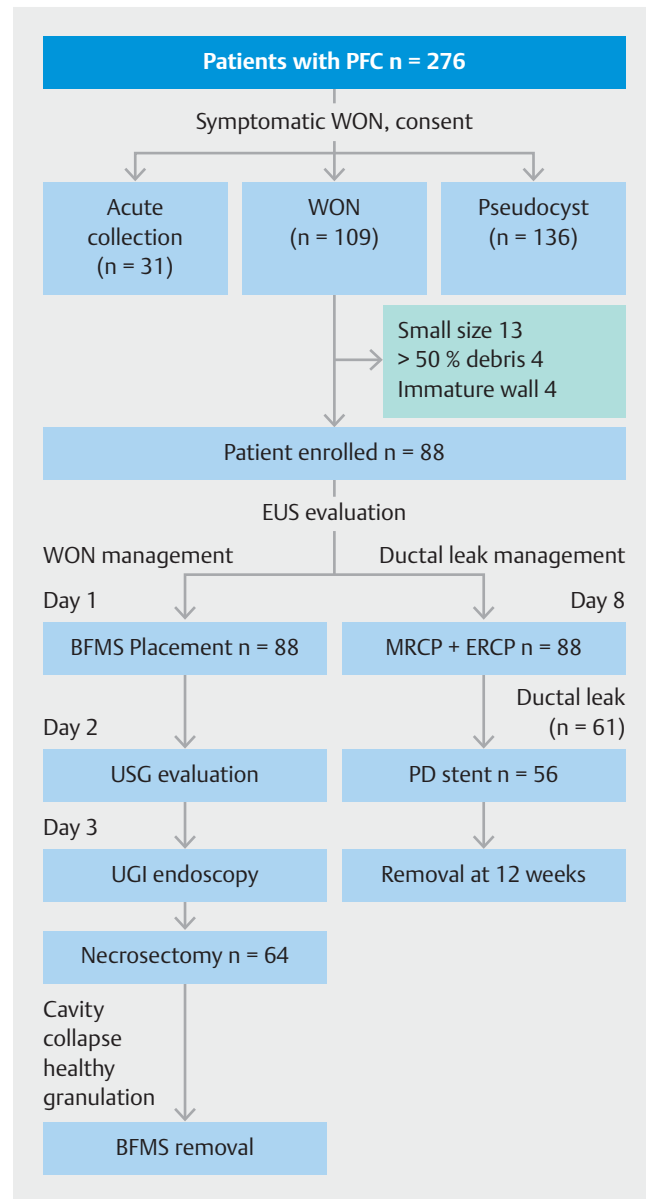 Patients with PFC n = 276
Symptomatic WON, consent
Acute
collection
(n = 31)
WON
(n = 109)
Pseudocyst
(n = 136)
Small size 13
> 50 % debris 4
Immature wall 4
Patient enrolled n = 88
EUS evaluation
WON management
Ductal leak management
Day 1
Day 8
BFMS Placement n = 88
MRCP + ERCP n = 88
Ductal leak
(n = 61)
Day 2
USG evaluation
PD stent n = 56
Day 3
UGI endoscopy
Removal at 12 weeks
Necrosectomy n = 64
Cavity
collapse
healthy
granulation
BFMS removal